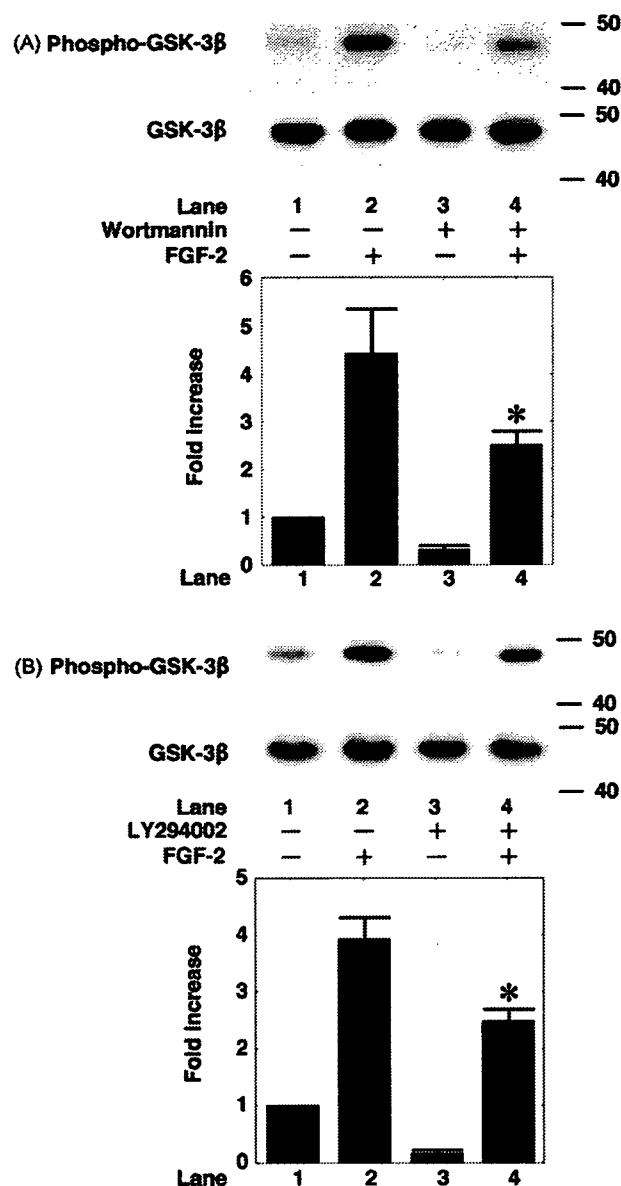 50
(A) Phospho-GSK-3β
40
50
GSK-3β
40
Lane 1 2 3 4
Wortmannin − − + +
FGF-2 − + − +
6
5
4
3
2
1
0
Fold increase
*
Lane 1 2 3 4
50
(B) Phospho-GSK-3β
40
50
GSK-3β
40
Lane 1 2 3 4
LY294002 − − + +
FGF-2 − + − +
5
4
3
2
1
0
Fold increase
*
Lane 1 2 3 4